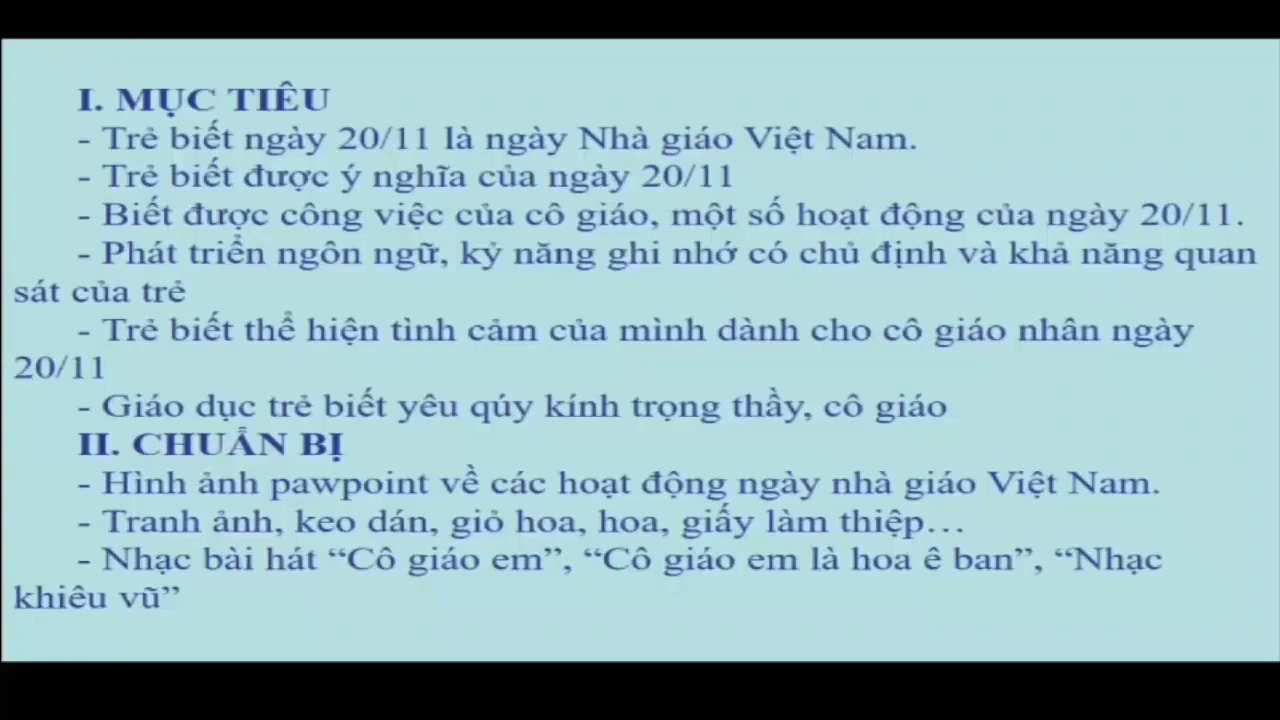 I. MỤC TIÊU
- Trẻ biết ngày 20/11 là ngày Nhà giáo Việt Nam.
- Trẻ biết được ý nghĩa của ngày 20/11
- Biết được công việc của cô giáo, một số hoạt động của ngày 20/11.
- Phát triển ngôn ngữ, kỷ năng ghi nhớ có chủ định và khả năng quan
sát của trẻ
- Trẻ biết thể hiện tình cảm của mình dành cho cô giáo nhân ngày
20/11
- Giáo dục trẻ biết yêu qúy kính trọng thầy, cô giáo
II. CHUẨN BỊ
- Hình ảnh pawpoint về các hoạt động ngày nhà giáo Việt Nam.
- Tranh ảnh, keo dán, giỏ hoa, hoa, giấy làm thiệp…
- Nhạc bài hát “Cô giáo em”, “Cô giáo em là hoa ê ban”, “Nhạc
khiêu vũ”